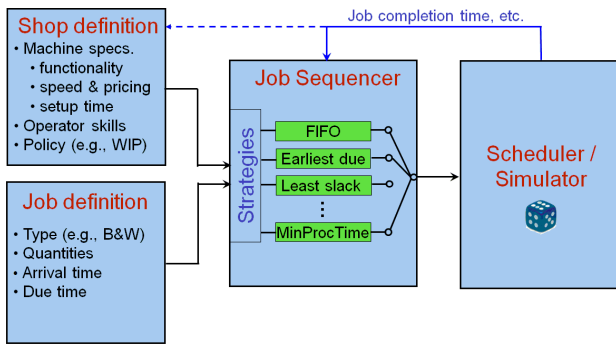 Shop definition
• Machine specs.
• functionality
• speed & pricing
• setup time
• Operator skills
• Policy (e.g., WIP)
Job definition
• Type (e.g., B&W)
• Quantities
• Arrival time
• Due time
Job completion time, etc.
Job Sequencer
Strategies
FIFO
Earliest due
Least slack
...
MinProcTime
Scheduler /
Simulator